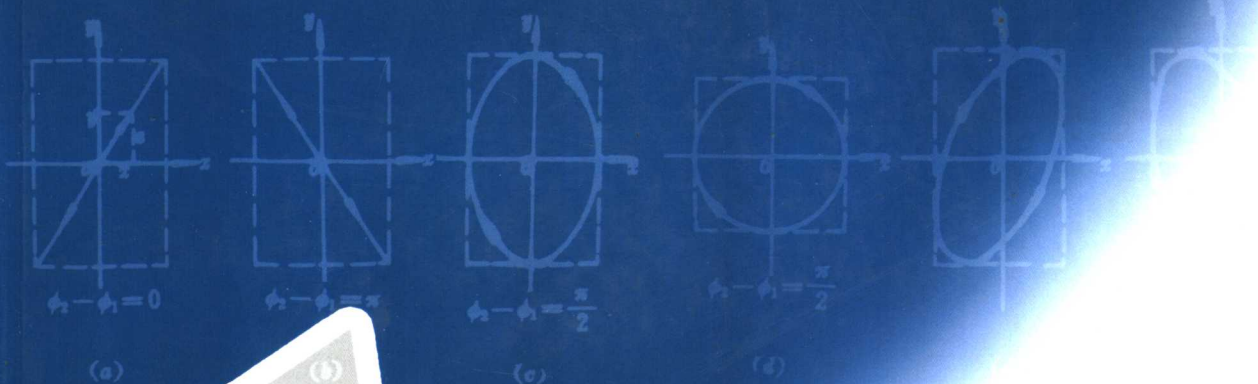 y y y y y
x x x x x
ϕ₂−ϕ₁=0 ϕ₂−ϕ₁=π ϕ₂−ϕ₁=π/2 ϕ₂−ϕ₁=π/2
(a) (b) (c) (d)